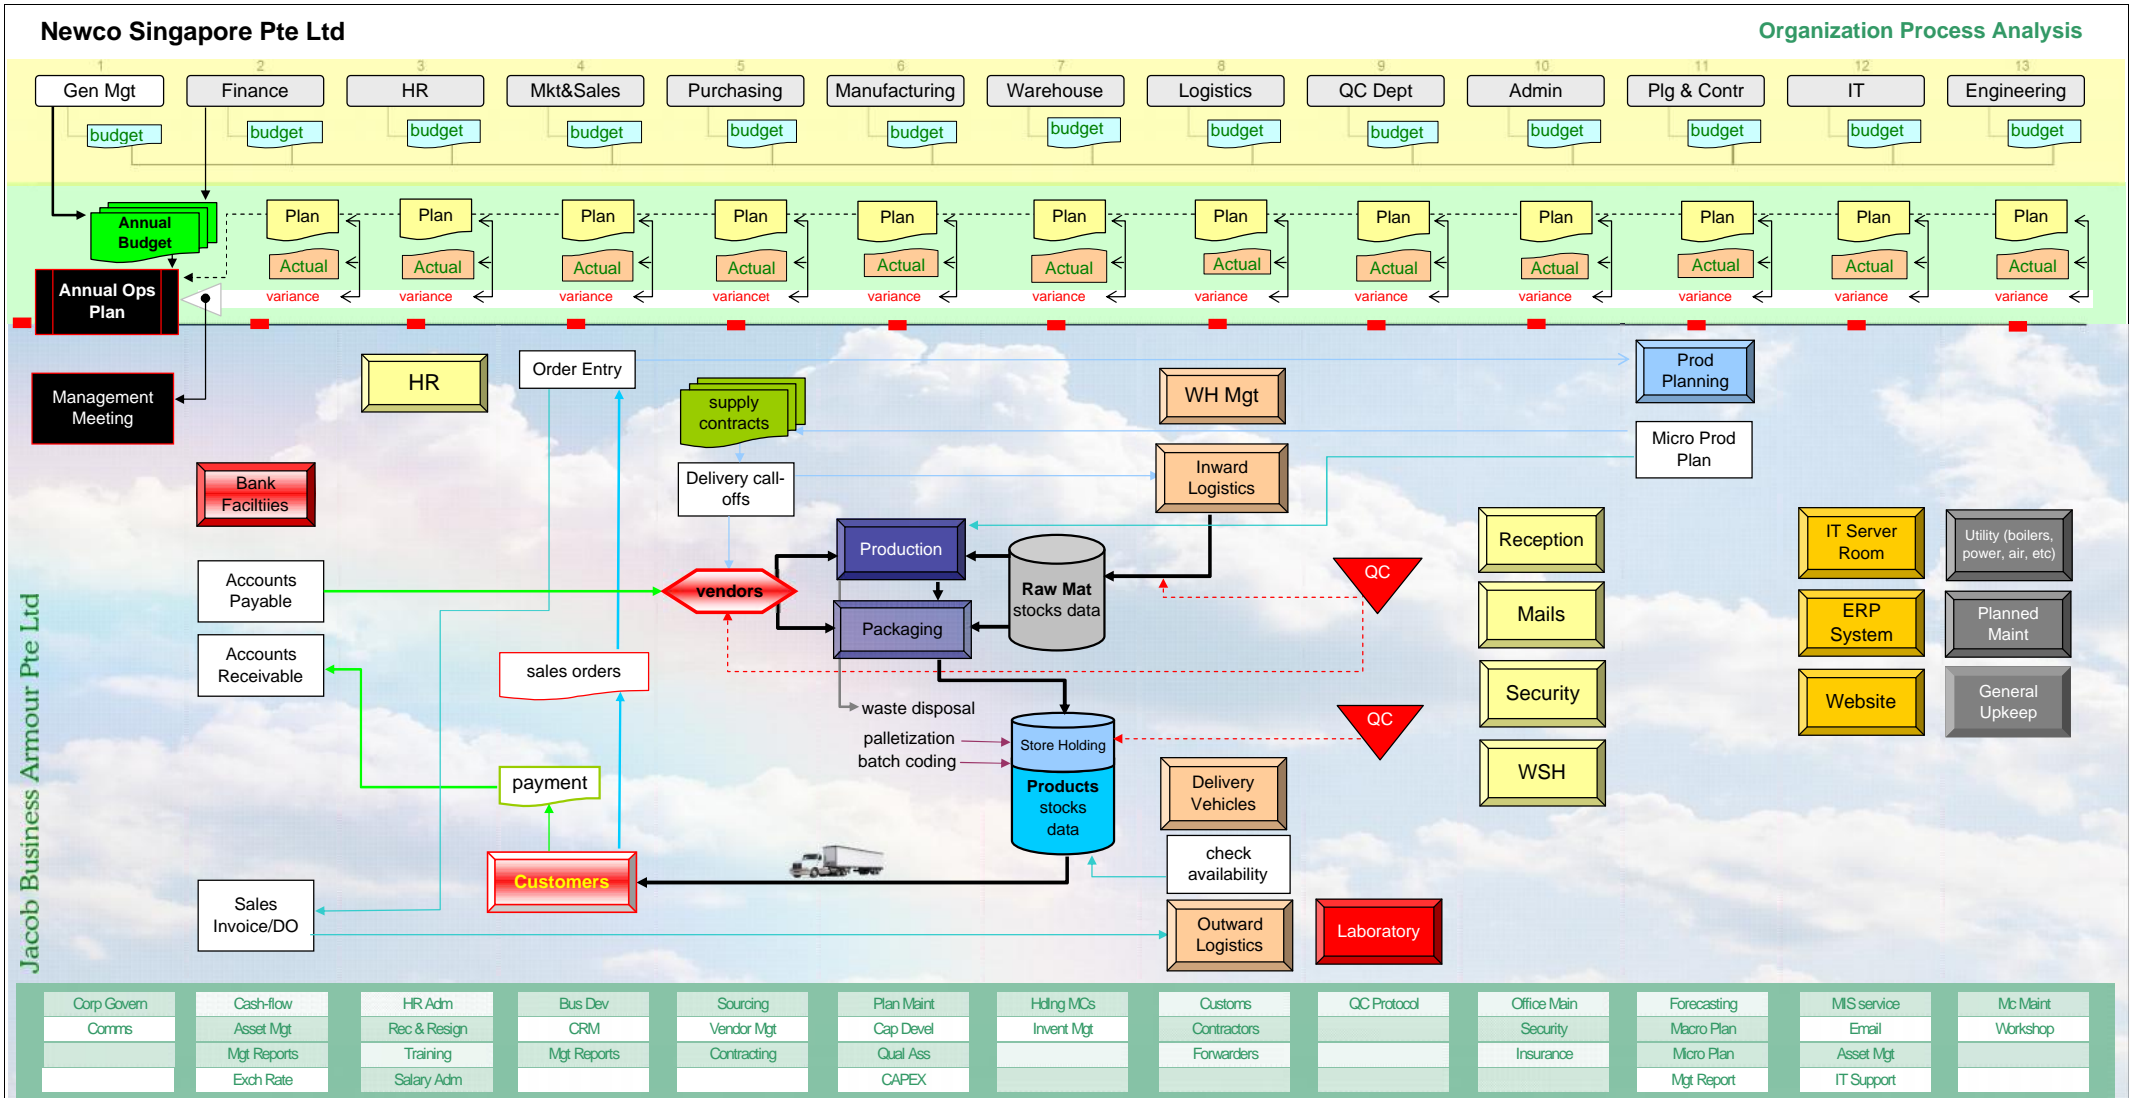 Newco Singapore Pte Ltd
Organization Process Analysis
1 2 3 4 5 6 7 8 9 10 11 12 13
Gen Mgt Finance HR Mkt&Sales Purchasing Manufacturing Warehouse Logistics QC Dept Admin Plg & Contr IT Engineering
budget budget budget budget budget budget budget budget budget budget budget budget budget
Annual
Budget
Plan Plan Plan Plan Plan Plan Plan Plan Plan Plan Plan Plan
Actual Actual Actual Actual Actual Actual Actual Actual Actual Actual Actual Actual
Annual Ops
Plan
variance variance variance variancet variance variance variance variance variance variance variance variance
Management
Meeting
HR
Order Entry
supply
contracts
WH Mgt
Prod
Planning
Micro Prod
Plan
Bank
Faciltiies
Delivery call-
offs
Inward
Logistics
Production
Raw Mat
stocks data
QC
Reception
IT Server
Room
Utility (boilers,
power, air, etc)
Accounts
Payable
vendors
Packaging
Mails
ERP
System
Planned
Maint
Accounts
Receivable
sales orders
waste disposal
palletization
batch coding
Store Holding
Products
stocks
data
QC
Security
Website
General
Upkeep
WSH
payment
Delivery
Vehicles
check
availability
Customers
Sales
Invoice/DO
Outward
Logistics
Laboratory
Jacob Business Armour Pte Ltd
Corp Govern Cash-flow HR Adm Bus Dev Sourcing Plan Maint Hdlng MCs Customs QC Protocol Office Main Forecasting MIS service Mc Maint
Comms Asset Mgt Rec & Resign CRM Vendor Mgt Cap Devel Invent Mgt Contractors Security Macro Plan Email Workshop
Mgt Reports Training Mgt Reports Contracting Qual Ass Forwarders Insurance Micro Plan Asset Mgt
Exch Rate Salary Adm CAPEX Mgt Report IT Support